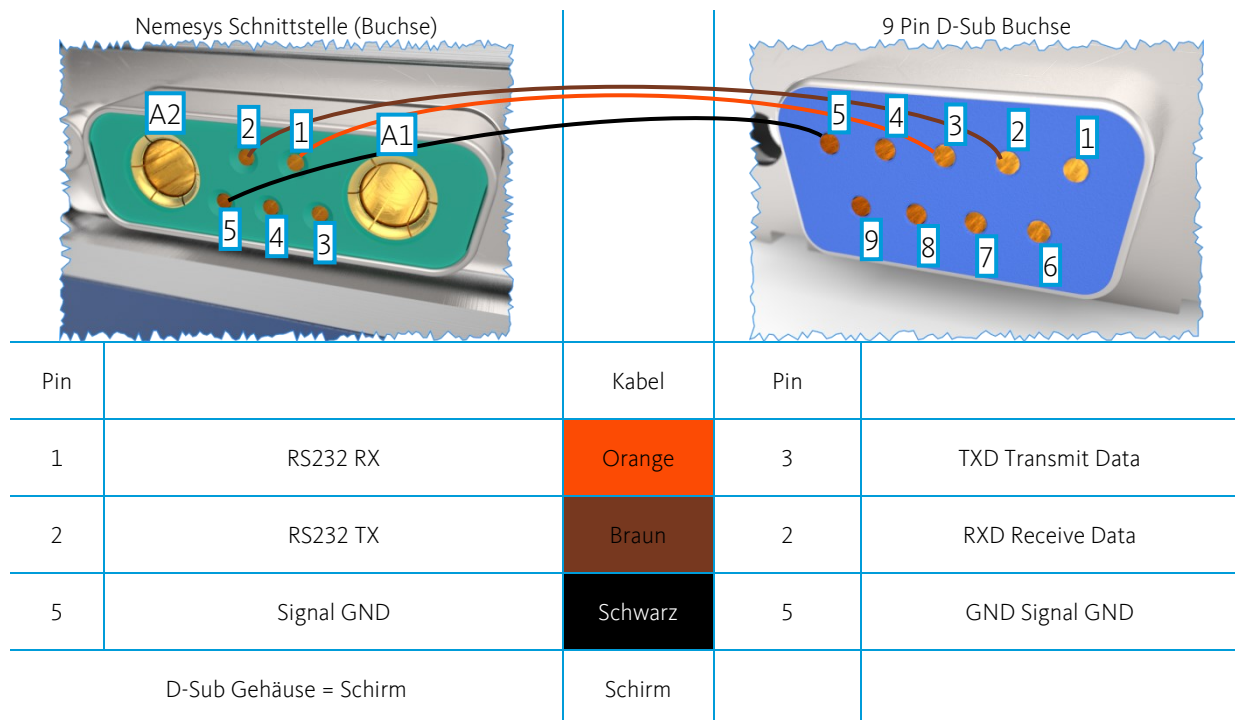 Nemesys Schnittstelle (Buchse)
9 Pin D-Sub Buchse
A2
2
1
A1
5
4
3
5
4
3
2
1
9
8
7
6
Pin
Kabel
Pin
1
RS232 RX
Orange
3
TXD Transmit Data
2
RS232 TX
Braun
2
RXD Receive Data
5
Signal GND
Schwarz
5
GND Signal GND
D-Sub Gehäuse = Schirm
Schirm